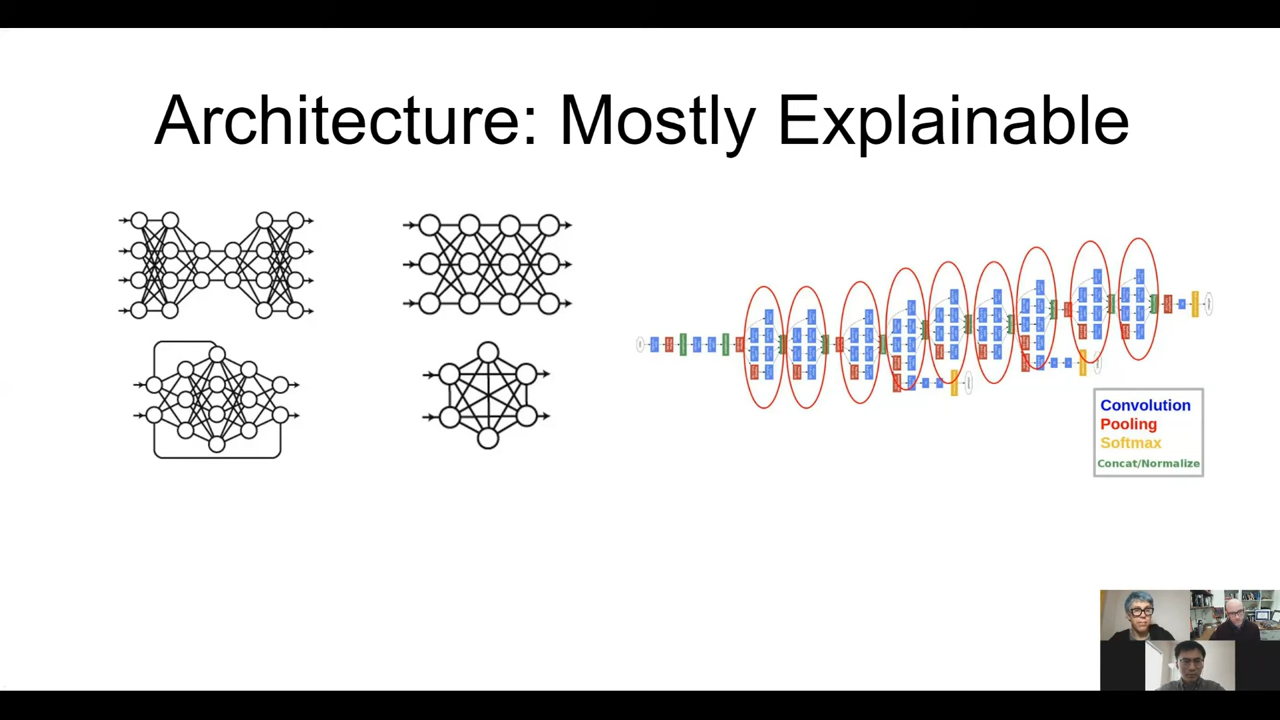 Architecture: Mostly Explainable
Convolution
Pooling
Softmax
Concat/Normalize